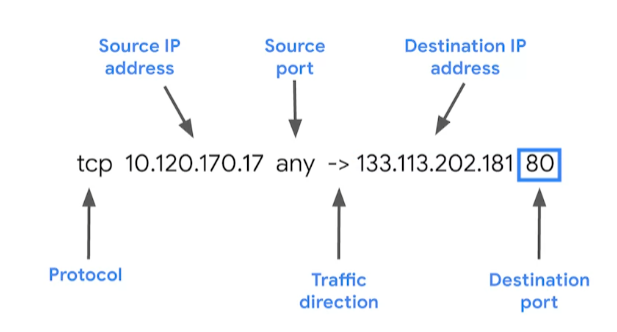 Source IP
address
Source
port
Destination IP
address
tcp 10.120.170.17 any -> 133.113.202.181 80
Protocol
Traffic
direction
Destination
port